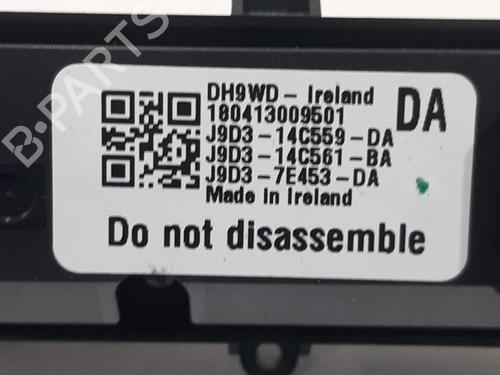 DH9WD - Ireland
180413009501
DA
J9D3-14C559-DA
J9D3-14C561-BA
J9D3-7E453-DA
Made in Ireland
Do not disassemble
B-PARTS